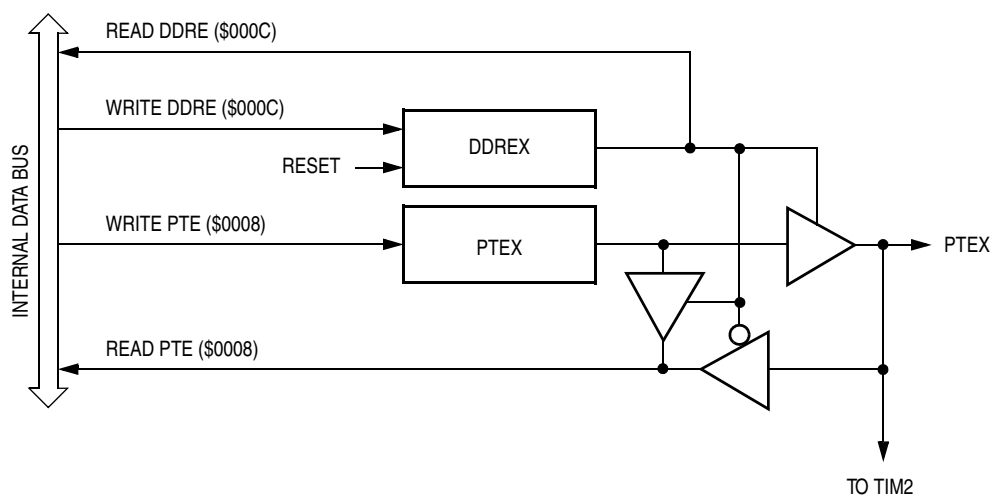 READ DDRE ($000C)
WRITE DDRE ($000C)
DDREX
RESET
INTERNAL DATA BUS
WRITE PTE ($0008)
PTEX
PTEX
READ PTE ($0008)
TO TIM2